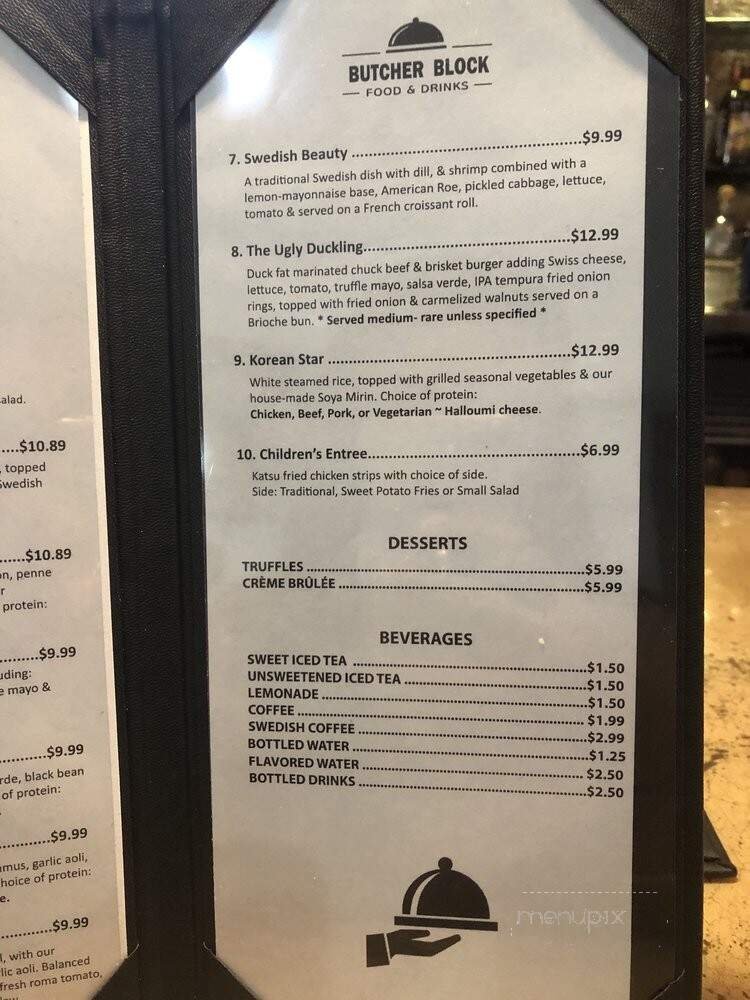 alad.
....$10.89
, topped
Swedish
.....$10.89
on, penne
r
protein:
........$9.99
uding:
e mayo &
.......$9.99
rde, black bean
of protein:
......$9.99
mus, garlic aoli,
hoice of protein:
e.
......$9.99
l, with our
lic aoli. Balanced
fresh roma tomato,
BUTCHER BLOCK
FOOD & DRINKS
7. Swedish Beauty ........................................................$9.99
A traditional Swedish dish with dill, & shrimp combined with a
lemon-mayonnaise base, American Roe, pickled cabbage, lettuce,
tomato & served on a French croissant roll.
8. The Ugly Duckling..................................................$12.99
Duck fat marinated chuck beef & brisket burger adding Swiss cheese,
lettuce, tomato, truffle mayo, salsa verde, IPA tempura fried onion
rings, topped with fried onion & carmelized walnuts served on a
Brioche bun. * Served medium- rare unless specified *
9. Korean Star ..........................................................$12.99
White steamed rice, topped with grilled seasonal vegetables & our
house-made Soya Mirin. Choice of protein:
Chicken, Beef, Pork, or Vegetarian ~ Halloumi cheese.
10. Children's Entree...................................................$6.99
Katsu fried chicken strips with choice of side.
Side: Traditional, Sweet Potato Fries or Small Salad
DESSERTS
TRUFFLES ..................................................................$5.99
CRÈME BRÛLÉE ..........................................................$5.99
BEVERAGES
SWEET ICED TEA ........................................................$1.50
UNSWEETENED ICED TEA ............................................$1.50
LEMONADE ................................................................$1.50
COFFEE ..................................................................... $1.99
SWEDISH COFFEE .......................................................$2.99
BOTTLED WATER ........................................................$1.25
FLAVORED WATER ..................................................... $2.50
BOTTLED DRINKS .......................................................$2.50
menupix